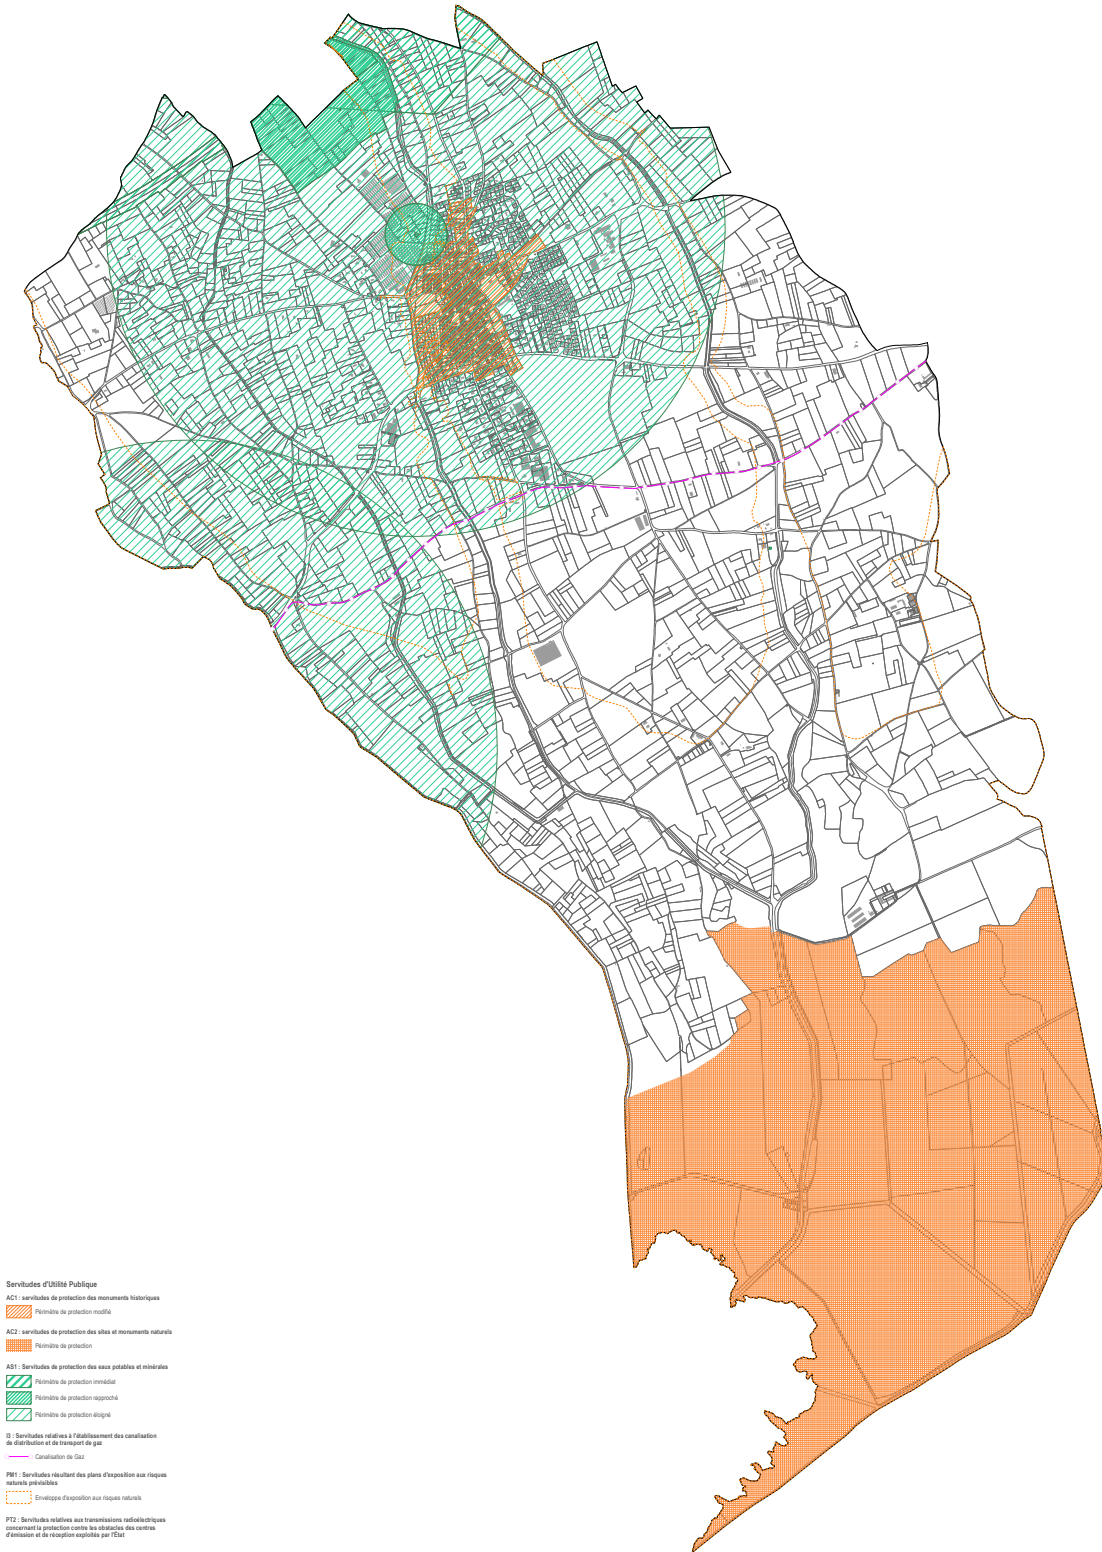 Servitudes d'Utilité Publique
AC1 : servitudes de protection des monuments historiques
Périmètre de protection modifié
AC2 : servitudes de protection des sites et monuments naturels
Périmètre de protection
AS1 : Servitudes de protection des eaux potables et minérales
Périmètre de protection immédiat
Périmètre de protection rapproché
Périmètre de protection éloigné
I3 : Servitudes relatives à l'établissement des canalisation
de distribution et de transport de gaz
Canalisation de Gaz
PM1 : Servitudes résultant des plans d'exposition aux risques
naturels prévisibles
Enveloppe d'exposition aux risques naturels
PT2 : Servitudes relatives aux transmissions radioélectriques
concernant la protection contre les obstacles des centres
d'émission et de réception exploités par l'État